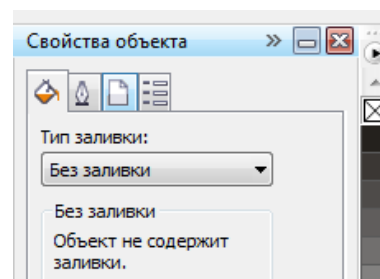 Свойства объекта
Тип заливки:
Без заливки
Без заливки
Объект не содержит
заливки.